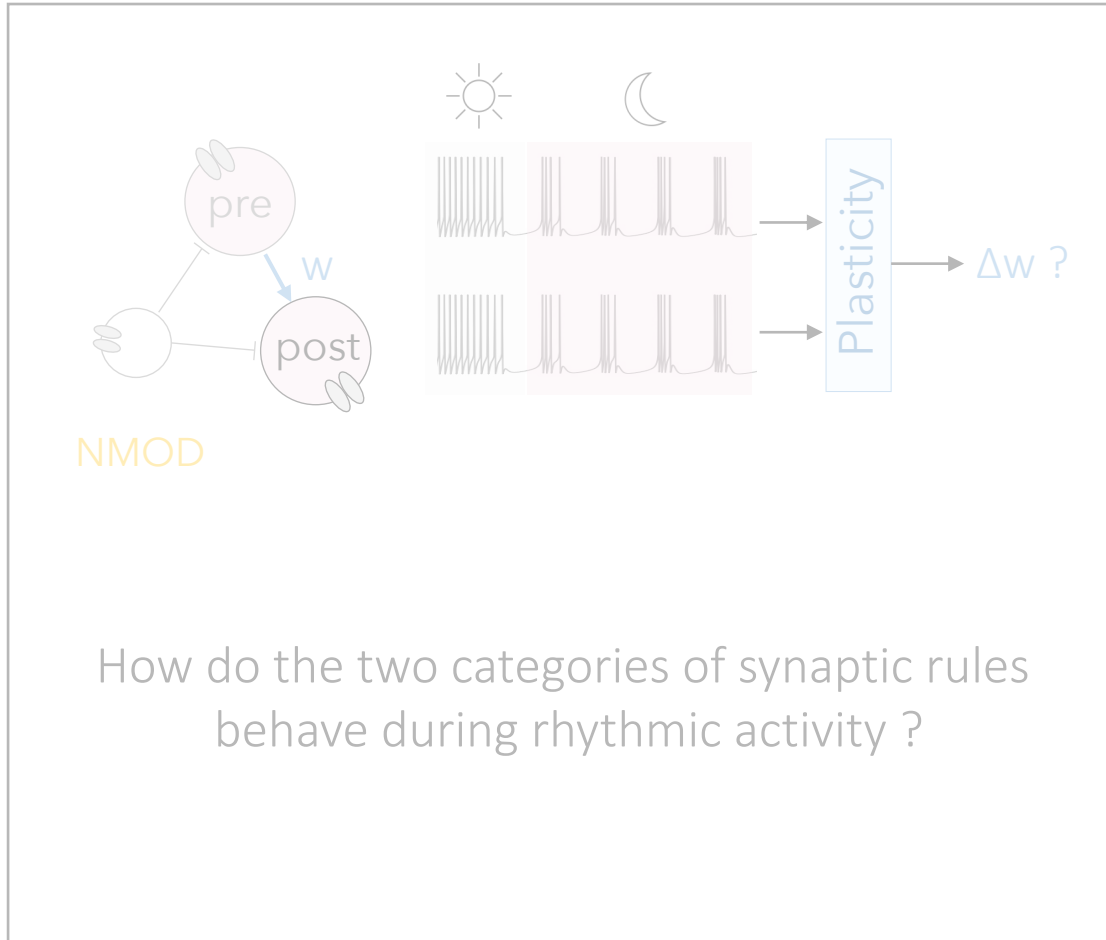 pre
w
post
NMOD
Plasticity
Δw ?
How do the two categories of synaptic rules
behave during rhythmic activity ?